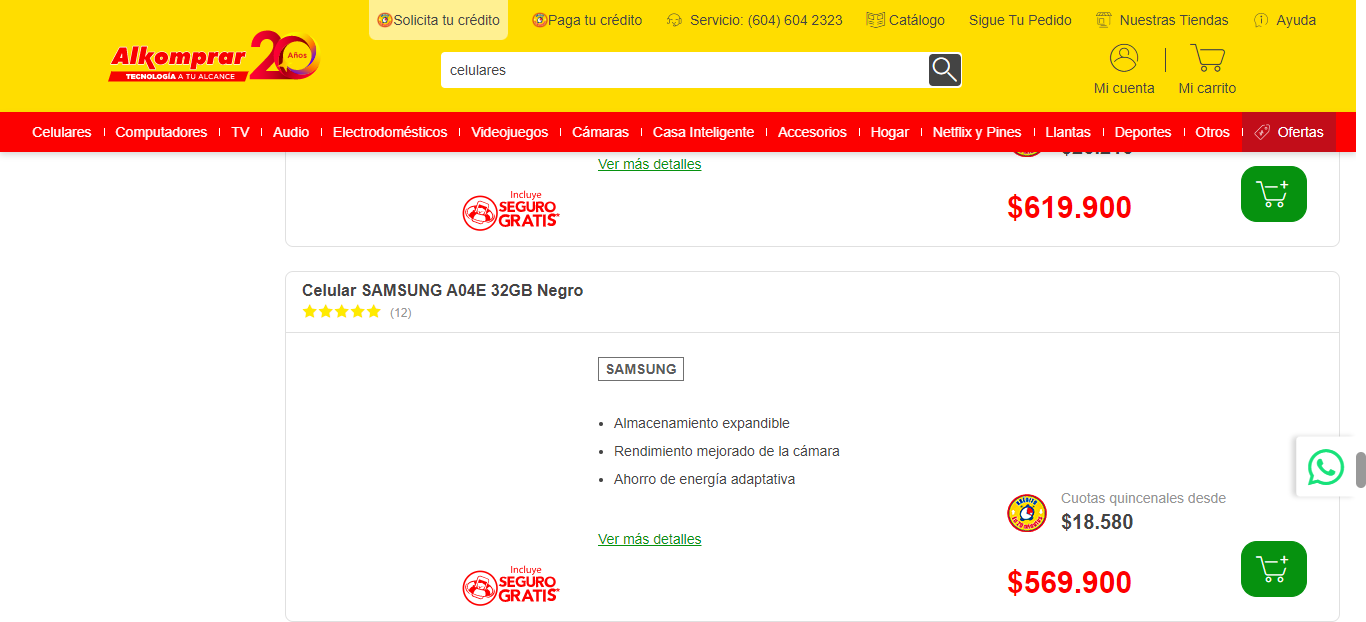 Solicita tu crédito
Paga tu crédito
Servicio: (604) 604 2323
Catálogo
Sigue Tu Pedido
Nuestras Tiendas
Ayuda
Alkomprar 20 Años
TECNOLOGÍA A TU ALCANCE
celulares
Mi cuenta
Mi carrito
Celulares
Computadores
TV
Audio
Electrodomésticos
Videojuegos
Cámaras
Casa Inteligente
Accesorios
Hogar
Netflix y Pines
Llantas
Deportes
Otros
Ofertas
Ver más detalles
Incluye
SEGURO
GRATIS*
$619.900
Celular SAMSUNG A04E 32GB Negro
(12)
SAMSUNG
Almacenamiento expandible
Rendimiento mejorado de la cámara
Ahorro de energía adaptativa
Cuotas quincenales desde
$18.580
Ver más detalles
Incluye
SEGURO
GRATIS*
$569.900